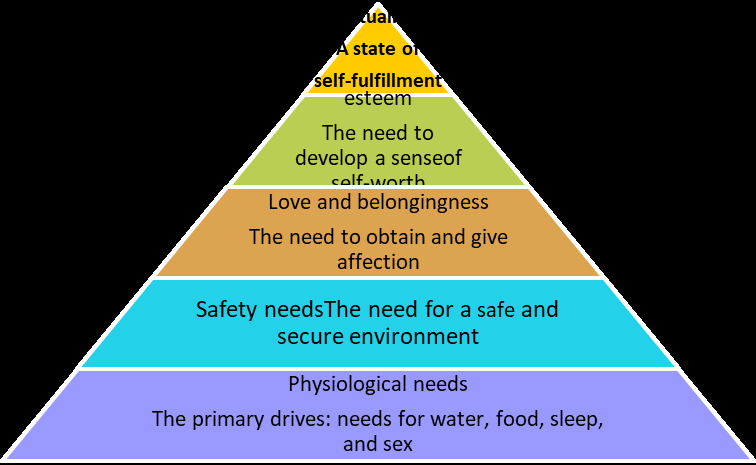 A state of
self-fulfillment
esteem
The need to
develop a senseof
self-worth
Love and belongingness
The need to obtain and give
affection
Safety needsThe need for a safe and
secure environment
Physiological needs
The primary drives: needs for water, food, sleep,
and sex